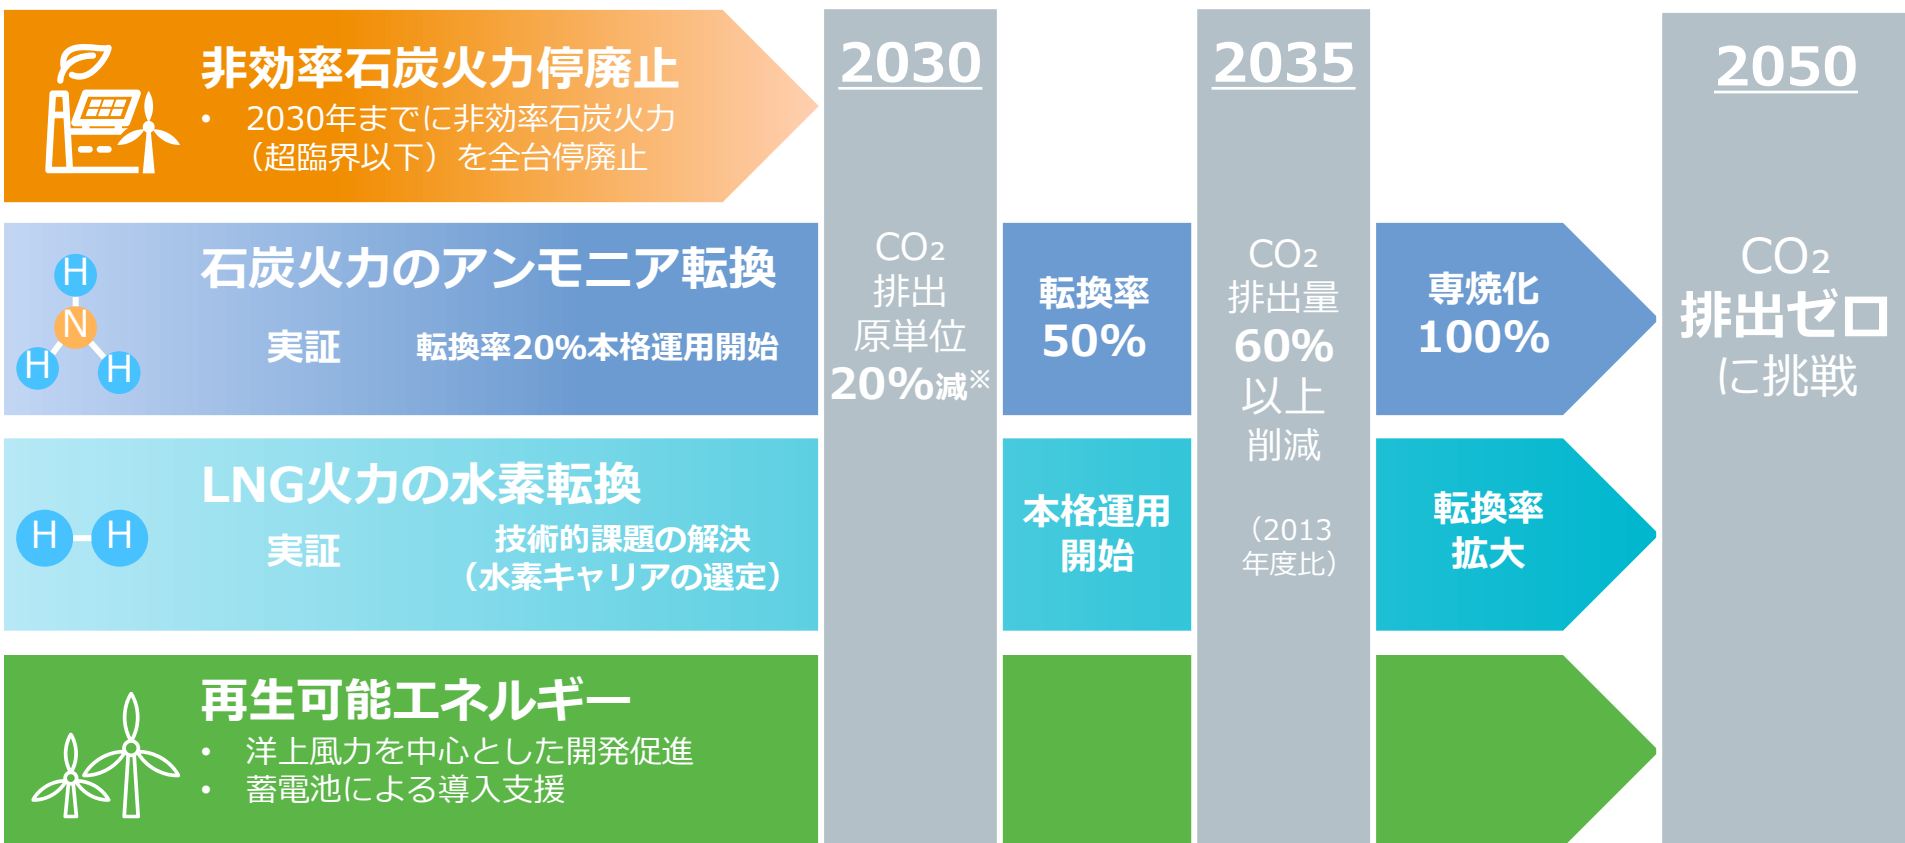 非効率石炭火力停廃止
• 2030年までに非効率石炭火力
（超臨界以下）を全台停廃止
石炭火力のアンモニア転換
実証 転換率20%本格運用開始
H
N
H
H
LNG火力の水素転換
実証
技術的課題の解決
（水素キャリアの選定）
H
H
再生可能エネルギー
• 洋上風力を中心とした開発促進
• 蓄電池による導入支援
2030
CO₂
排出
原単位
20%減※
転換率
50%
本格運用
開始
2035
CO₂
排出量
60%
以上
削減
（2013
年度比）
専焼化
100%
転換率
拡大
2050
CO₂
排出ゼロ
に挑戦